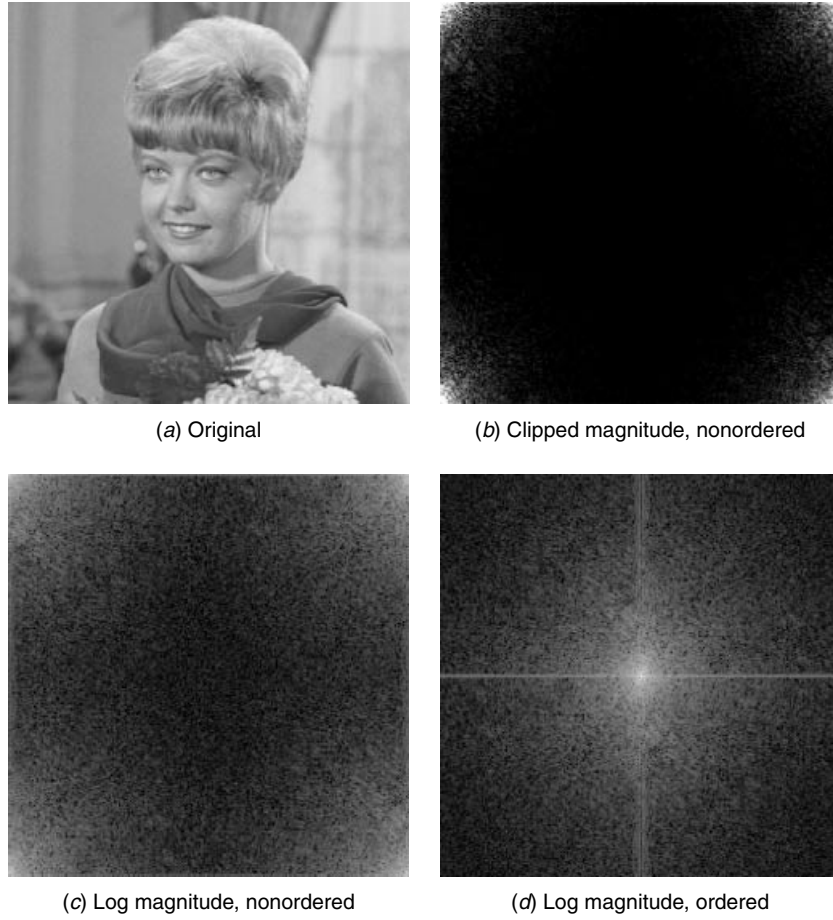 (a) Original
(b) Clipped magnitude, nonordered
(c) Log magnitude, nonordered
(d) Log magnitude, ordered